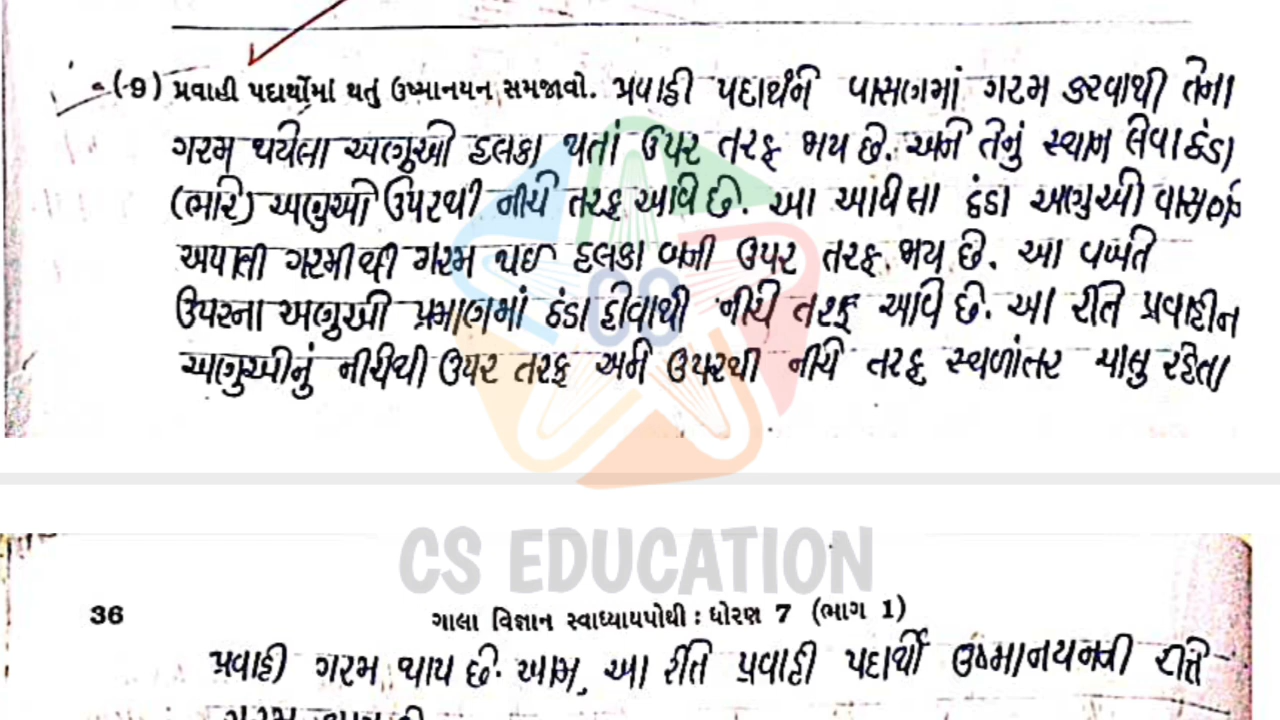 (9) પ્રવાહી પદાર્થોમાં થતું ઉષ્માનયન સમજાવો. પ્રવાહી પદાર્થને વાસણમાં ગરમ કરવાથી તેના
ગરમ થયેલા અણુઓ હલકા થતાં ઉપર તરફ જાય છે. અને તેનું સ્થાન લેવા ઠંડા
(ભારે) અણુઓ ઉપરથી નીચે તરફ આવે છે. આ આવેલા ઠંડા અણુઓ વાસણને
અપાતી ગરમીથી ગરમ થઈ હલકા બની ઉપર તરફ જાય છે. આ વખતે
ઉપરના અણુઓ પ્રમાણમાં ઠંડા હોવાથી નીચે તરફ આવે છે. આ રીતે પ્રવાહીન
અણુઓનું નીચેથી ઉપર તરફ અને ઉપરથી નીચે તરફ સ્થળાંતર ચાલુ રહેતા
CS
CS EDUCATION
36 ગાલા વિજ્ઞાન સ્વાધ્યાયપોથી : ધોરણ 7 (ભાગ 1)
પ્રવાહી ગરમ થાય છે. આમ, આ રીતે પ્રવાહી પદાર્થો ઉષ્માનયનની રીતે